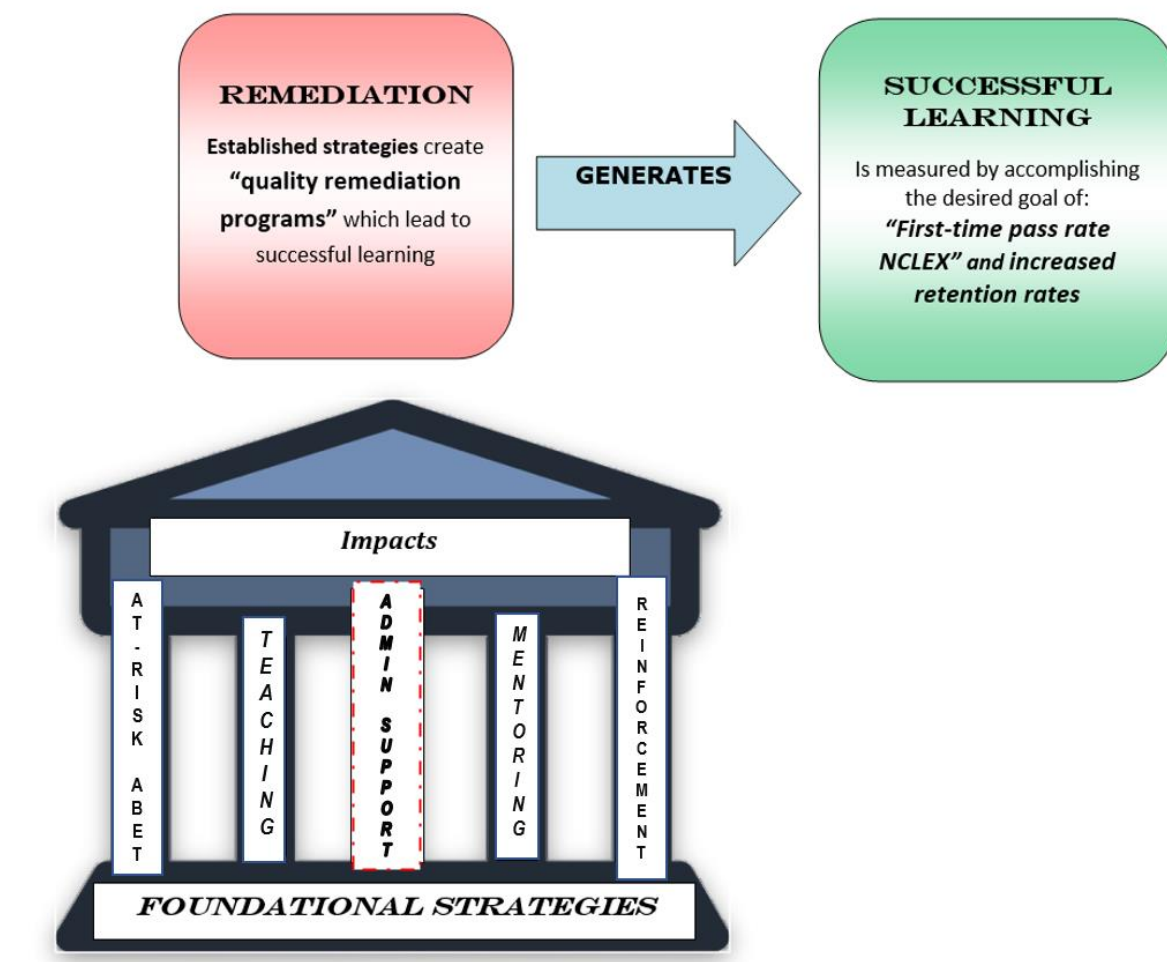 REMEDIATION
Established strategies create
“quality remediation
programs” which lead to
successful learning
GENERATES
SUCCESSFUL
LEARNING
Is measured by accomplishing
the desired goal of:
“First-time pass rate
NCLEX” and increased
retention rates
Impacts
AT-RISK ABET
TEACHING
ADMIN SUPPORT
MENTORING
REINFORCEMENT
FOUNDATIONAL STRATEGIES